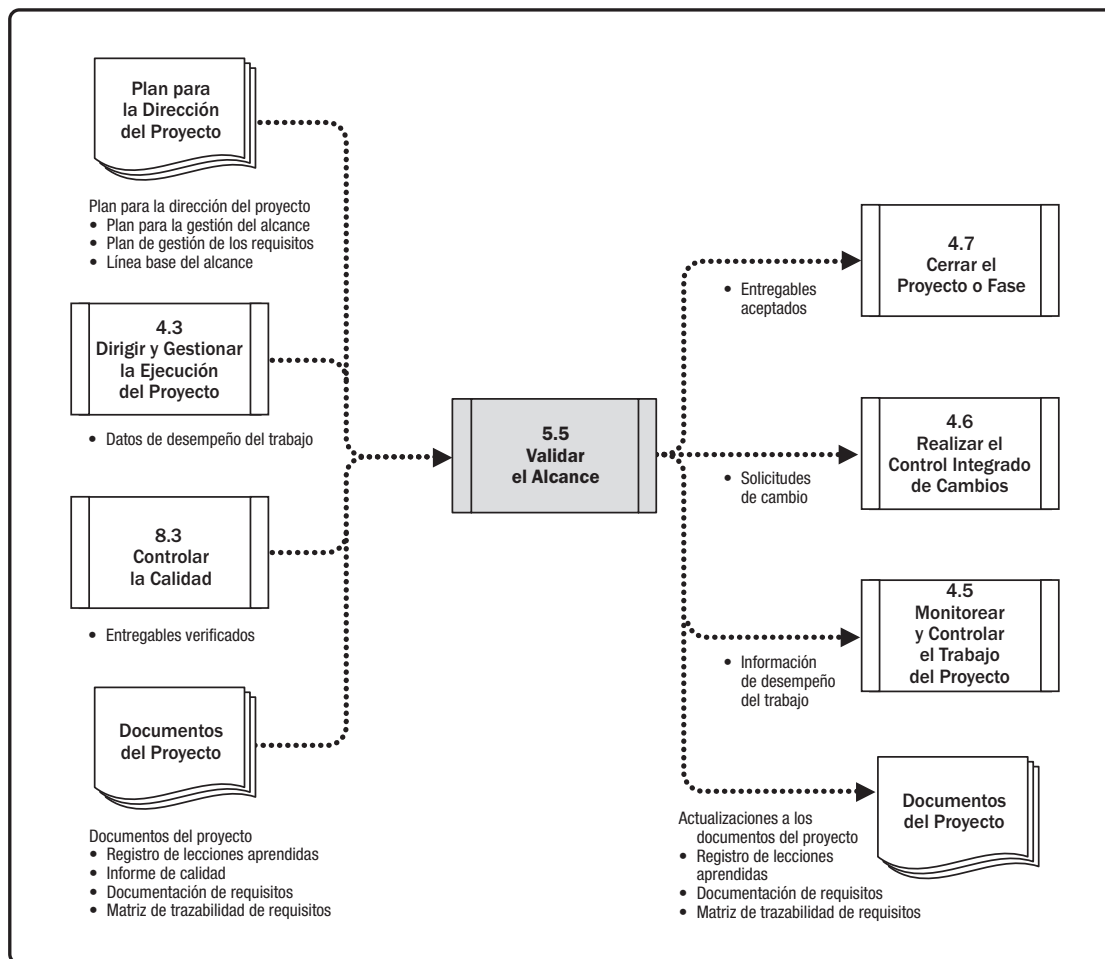 Plan para
la Dirección
del Proyecto
Plan para la dirección del proyecto
• Plan para la gestión del alcance
• Plan de gestión de los requisitos
• Línea base del alcance
4.3
Dirigir y Gestionar
la Ejecución
del Proyecto
• Datos de desempeño del trabajo
8.3
Controlar
la Calidad
• Entregables verificados
Documentos
del Proyecto
Documentos del proyecto
• Registro de lecciones aprendidas
• Informe de calidad
• Documentación de requisitos
• Matriz de trazabilidad de requisitos
5.5
Validar
el Alcance
• Entregables
aceptados
4.7
Cerrar el
Proyecto o Fase
• Solicitudes
de cambio
4.6
Realizar el
Control Integrado
de Cambios
• Información
de desempeño
del trabajo
4.5
Monitorear
y Controlar
el Trabajo
del Proyecto
Actualizaciones a los
documentos del proyecto
• Registro de lecciones
aprendidas
• Documentación de requisitos
• Matriz de trazabilidad de requisitos
Documentos
del Proyecto